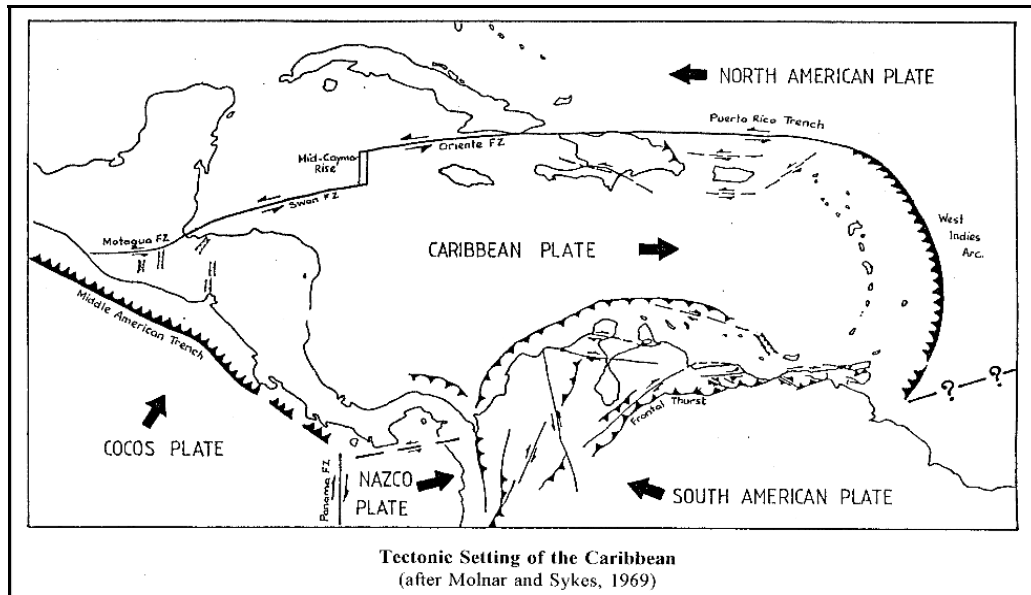 NORTH AMERICAN PLATE
Puerto Rico Trench
Oriente FZ
Mid-Cayma
Rise
Swan FZ
Motagua FZ
West
Indies
Arc.
CARIBBEAN PLATE
Middle American Trench
? — ?
Frontal Thurst
COCOS PLATE
Panama FZ
NAZCO
PLATE
SOUTH AMERICAN PLATE
Tectonic Setting of the Caribbean
(after Molnar and Sykes, 1969)